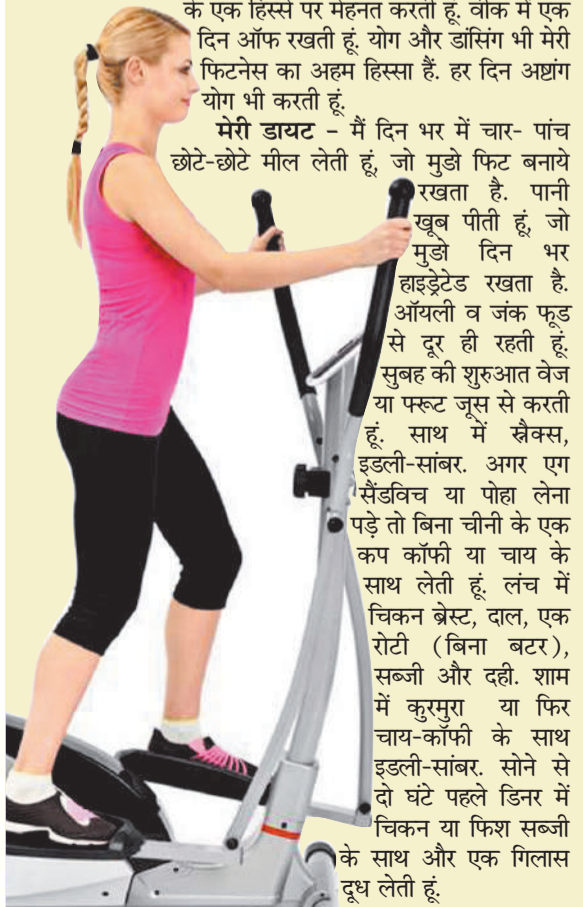 के एक हिस्से पर मेहनत करती हूं. वीक में एक
दिन ऑफ रखती हूं. योग और डांसिंग भी मेरी
फिटनेस का अहम हिस्सा हैं. हर दिन अष्टांग
योग भी करती हूं.
मेरी डायट – मैं दिन भर में चार- पांच
छोटे-छोटे मील लेती हूं, जो मुझे फिट बनाये
रखता है. पानी
खूब पीती हूं, जो
मुझे दिन भर
हाइड्रेटेड रखता है.
ऑयली व जंक फूड
से दूर ही रहती हूं.
सुबह की शुरुआत वेज
या फ्रूट जूस से करती
हूं. साथ में स्नैक्स,
इडली-सांबर. अगर एग
सैंडविच या पोहा लेना
पड़े तो बिना चीनी के एक
कप कॉफी या चाय के
साथ लेती हूं. लंच में
चिकन ब्रेस्ट, दाल, एक
रोटी (बिना बटर),
सब्जी और दही. शाम
में कुरमुरा या फिर
चाय-कॉफी के साथ
इडली-सांबर. सोने से
दो घंटे पहले डिनर में
चिकन या फिश सब्जी
के साथ और एक गिलास
दूध लेती हूं.